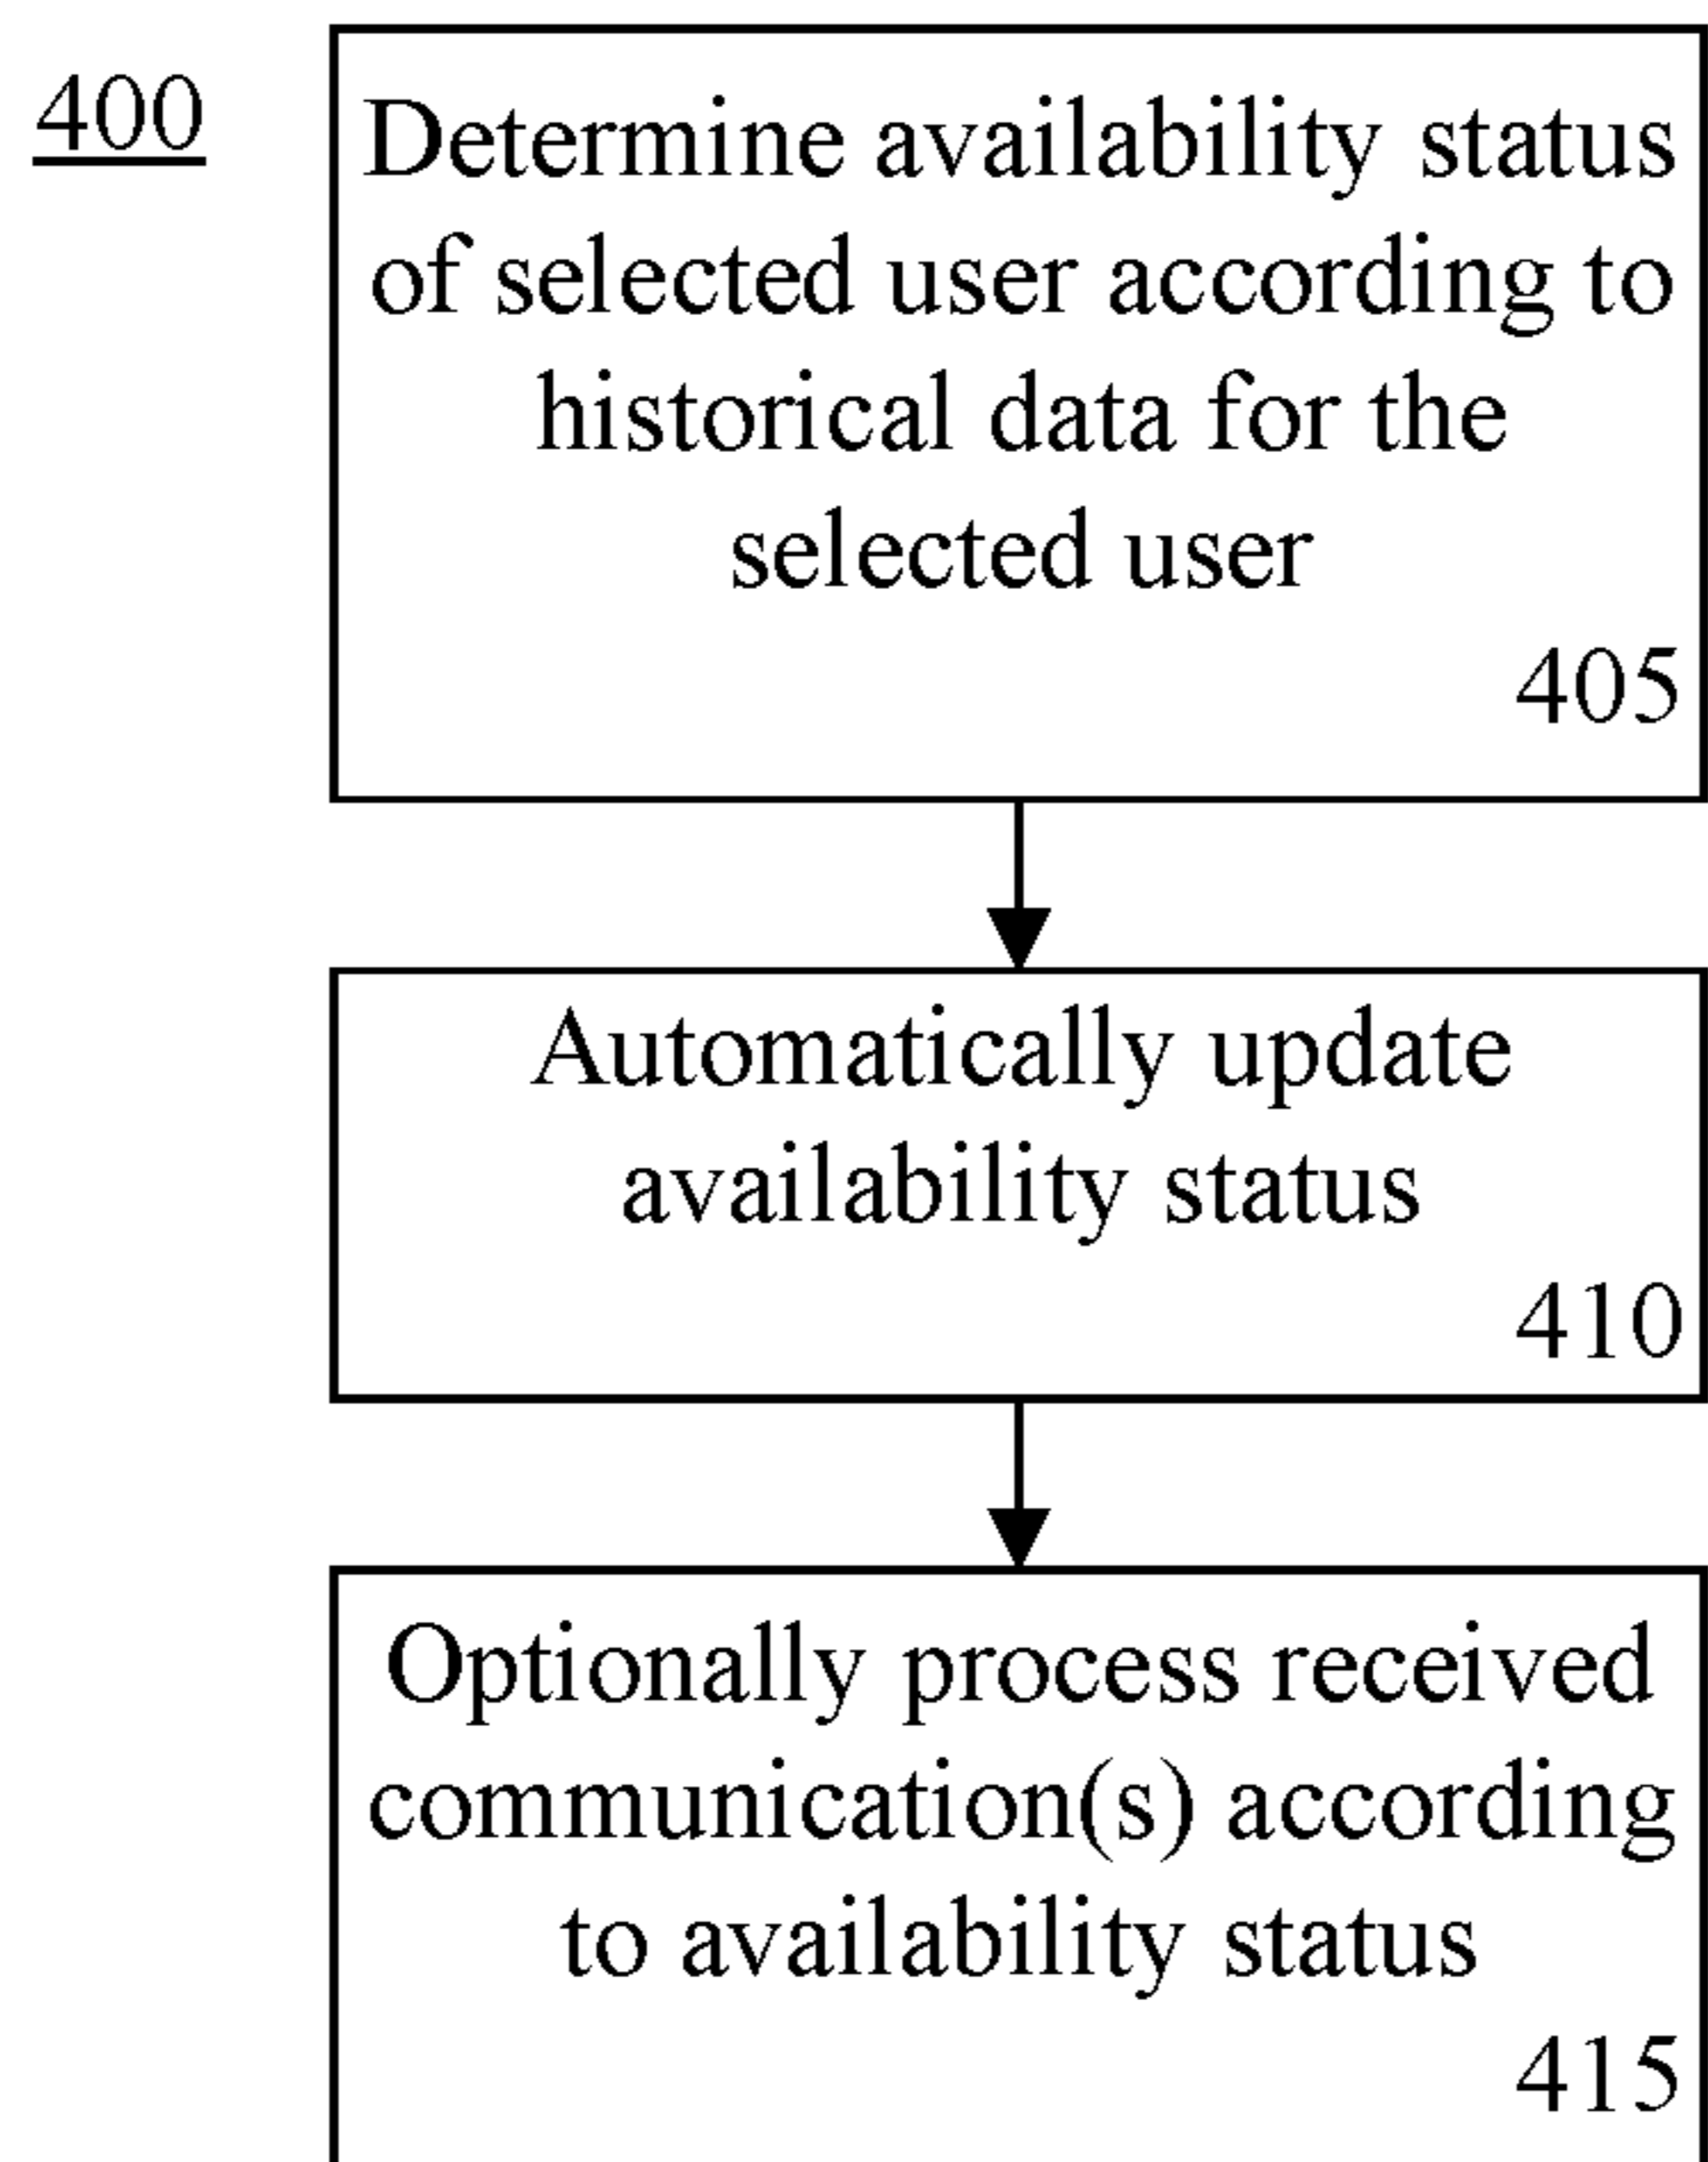 400
Determine availability status
of selected user according to
historical data for the
selected user
405
Automatically update
availability status
410
Optionally process received
communication(s) according
to availability status
415